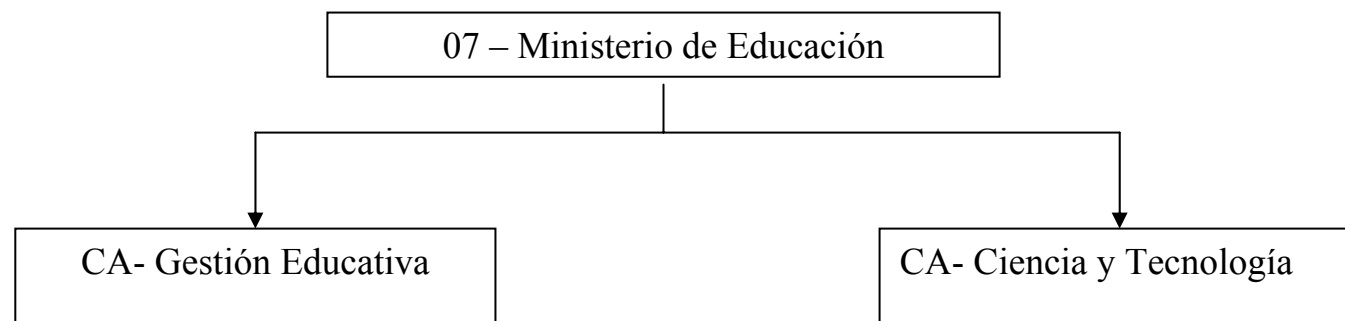 07 – Ministerio de Educación
CA- Gestión Educativa
CA- Ciencia y Tecnología